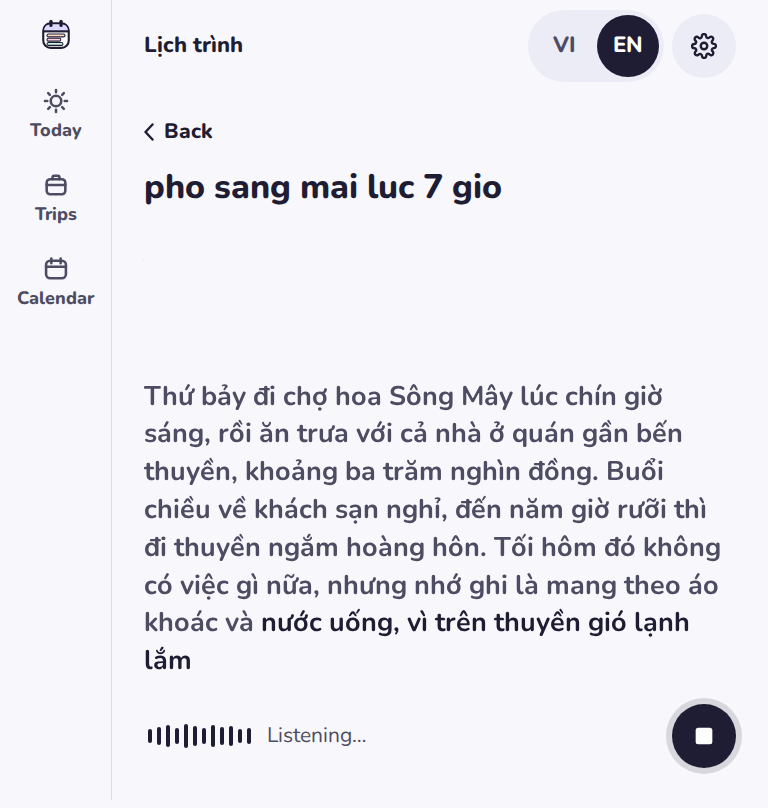 Lịch trình
VI
EN
Today
Trips
Calendar
Back
pho sang mai luc 7 gio
Thứ bảy đi chợ hoa Sông Mây lúc chín giờ
sáng, rồi ăn trưa với cả nhà ở quán gần bến
thuyền, khoảng ba trăm nghìn đồng. Buổi
chiều về khách sạn nghỉ, đến năm giờ rưỡi thì
đi thuyền ngắm hoàng hôn. Tối hôm đó không
có việc gì nữa, nhưng nhớ ghi là mang theo áo
khoác và nước uống, vì trên thuyền gió lạnh
lắm
Listening...